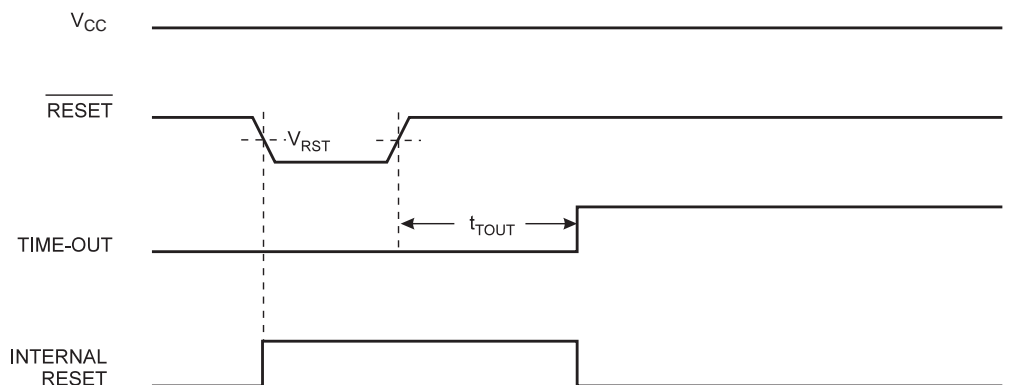 VCC
RESET
VRST
tTOUT
TIME-OUT
INTERNAL
RESET